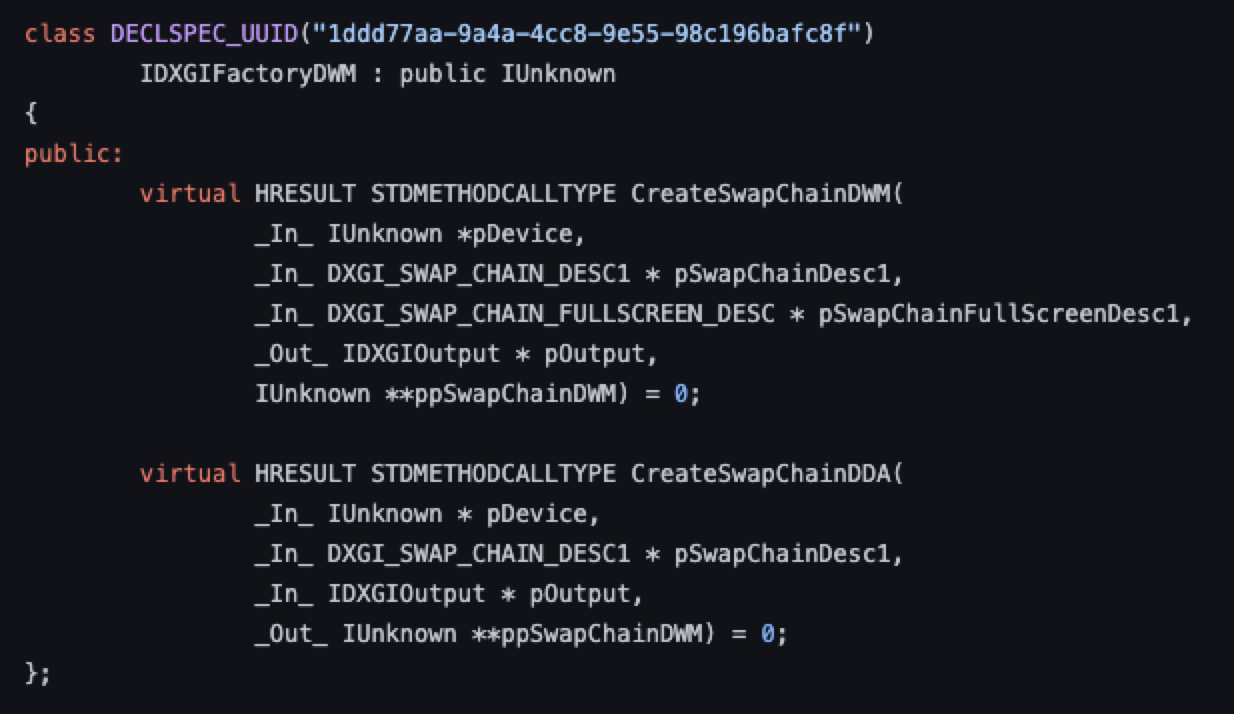 class DECLSPEC_UUID("1ddd77aa-9a4a-4cc8-9e55-98c196bafc8f")
        IDXGIFactoryDWM : public IUnknown
{
public:
        virtual HRESULT STDMETHODCALLTYPE CreateSwapChainDWM(
                _In_ IUnknown *pDevice,
                _In_ DXGI_SWAP_CHAIN_DESC1 * pSwapChainDesc1,
                _In_ DXGI_SWAP_CHAIN_FULLSCREEN_DESC * pSwapChainFullScreenDesc1,
                _Out_ IDXGIOutput * pOutput,
                IUnknown **ppSwapChainDWM) = 0;

        virtual HRESULT STDMETHODCALLTYPE CreateSwapChainDDA(
                _In_ IUnknown * pDevice,
                _In_ DXGI_SWAP_CHAIN_DESC1 * pSwapChainDesc1,
                _In_ IDXGIOutput * pOutput,
                _Out_ IUnknown **ppSwapChainDWM) = 0;
};